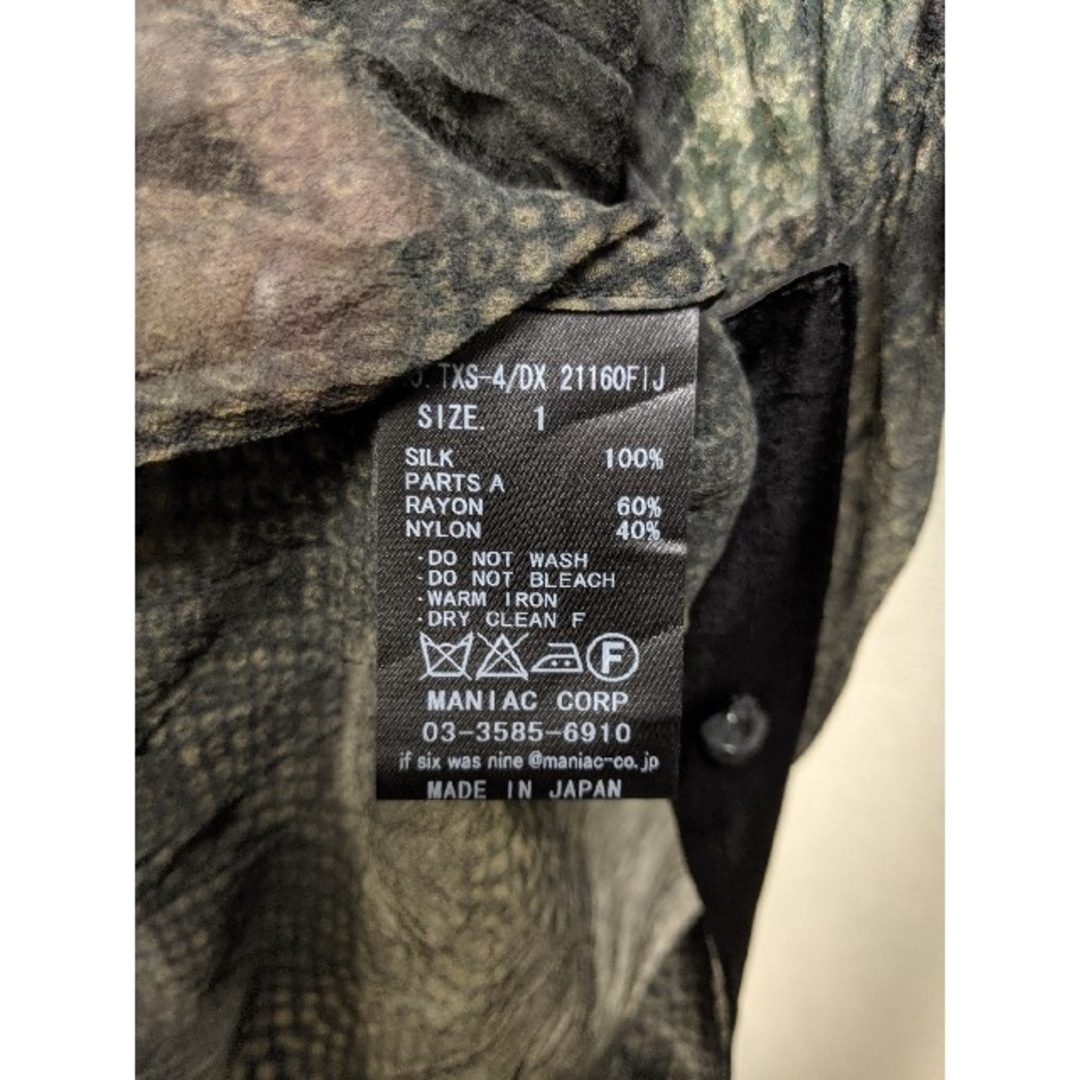 TXS-4/DX 21160FIJ
SIZE. 1
SILK 100%
PARTS A
RAYON 60%
NYLON 40%
·DO NOT WASH
·DO NOT BLEACH
·WARM IRON
·DRY CLEAN F
F
MANIAC CORP
03-3585-6910
if six was nine @maniac-co.jp
MADE IN JAPAN